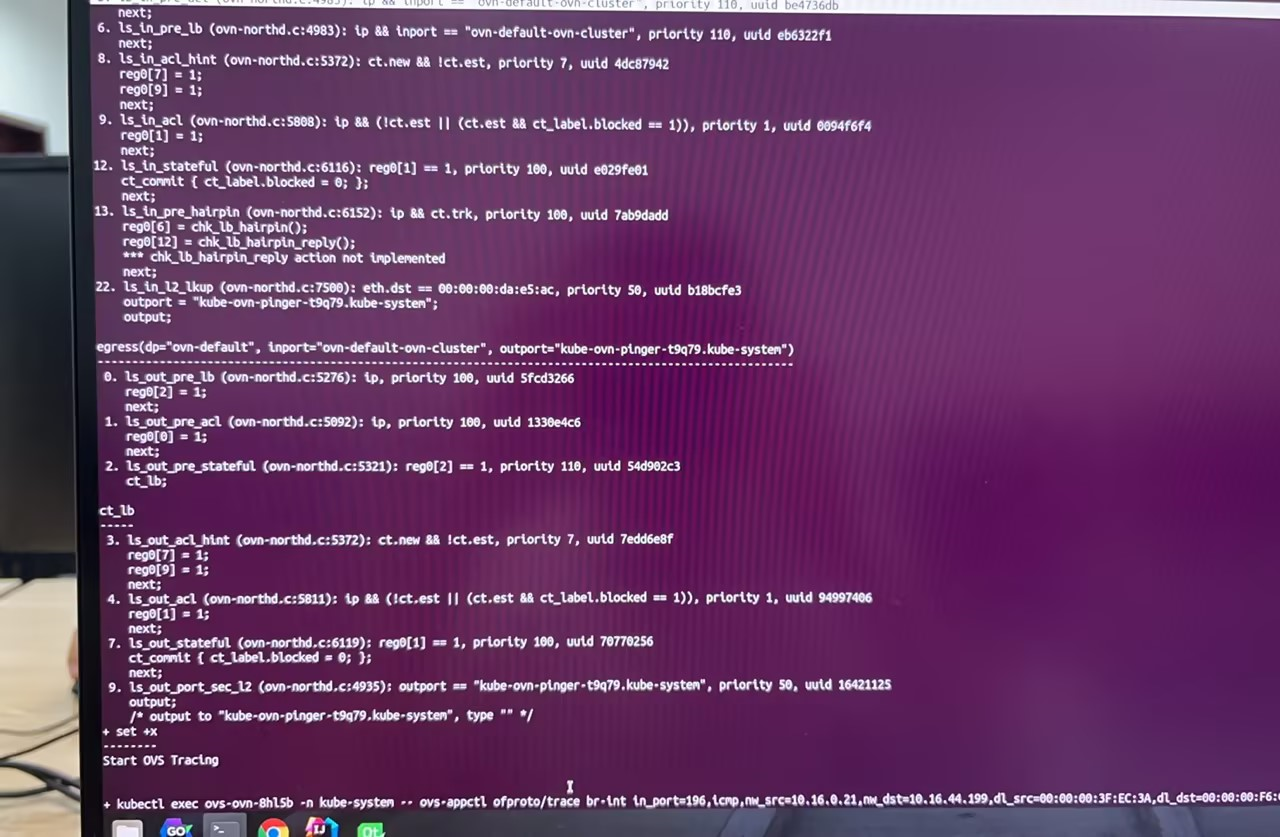 5. ls_in_pre_acl (ovn-northd.c:4985): ip && inport == "ovn-default-ovn-cluster", priority 110, uuid be4736db
next;
6. ls_in_pre_lb (ovn-northd.c:4983): ip && inport == "ovn-default-ovn-cluster", priority 110, uuid eb6322f1
next;
8. ls_in_acl_hint (ovn-northd.c:5372): ct.new && !ct.est, priority 7, uuid 4dc87942
reg0[7] = 1;
reg0[9] = 1;
next;
9. ls_in_acl (ovn-northd.c:5808): ip && (!ct.est || (ct.est && ct_label.blocked == 1)), priority 1, uuid 0094f6f4
reg0[1] = 1;
next;
12. ls_in_stateful (ovn-northd.c:6116): reg0[1] == 1, priority 100, uuid e029fe01
ct_commit { ct_label.blocked = 0; };
next;
13. ls_in_pre_hairpin (ovn-northd.c:6152): ip && ct.trk, priority 100, uuid 7ab9dadd
reg0[6] = chk_lb_hairpin();
reg0[12] = chk_lb_hairpin_reply();
*** chk_lb_hairpin_reply action not implemented
next;
22. ls_in_l2_lkup (ovn-northd.c:7500): eth.dst == 00:00:00:da:e5:ac, priority 50, uuid b18bcfe3
outport = "kube-ovn-pinger-t9q79.kube-system";
output;
egress(dp="ovn-default", inport="ovn-default-ovn-cluster", outport="kube-ovn-pinger-t9q79.kube-system")
------------------------------------------------------------------------------------------------
0. ls_out_pre_lb (ovn-northd.c:5276): ip, priority 100, uuid 5fcd3266
reg0[2] = 1;
next;
1. ls_out_pre_acl (ovn-northd.c:5092): ip, priority 100, uuid 1330e4c6
reg0[0] = 1;
next;
2. ls_out_pre_stateful (ovn-northd.c:5321): reg0[2] == 1, priority 110, uuid 54d902c3
ct_lb;
ct_lb
-----
3. ls_out_acl_hint (ovn-northd.c:5372): ct.new && !ct.est, priority 7, uuid 7edd6e8f
reg0[7] = 1;
reg0[9] = 1;
next;
4. ls_out_acl (ovn-northd.c:5811): ip && (!ct.est || (ct.est && ct_label.blocked == 1)), priority 1, uuid 94997406
reg0[1] = 1;
next;
7. ls_out_stateful (ovn-northd.c:6119): reg0[1] == 1, priority 100, uuid 70770256
ct_commit { ct_label.blocked = 0; };
next;
9. ls_out_port_sec_l2 (ovn-northd.c:4935): outport == "kube-ovn-pinger-t9q79.kube-system", priority 50, uuid 16421125
output;
/* output to "kube-ovn-pinger-t9q79.kube-system", type "" */
+ set +x
--------
Start OVS Tracing
+ kubectl exec ovs-ovn-8hl5b -n kube-system -- ovs-appctl ofproto/trace br-int in_port=196,icmp,nw_src=10.16.0.21,nw_dst=10.16.44.199,dl_src=00:00:00:3F:EC:3A,dl_dst=00:00:00:F6:
GO
>_
IJ
Qt